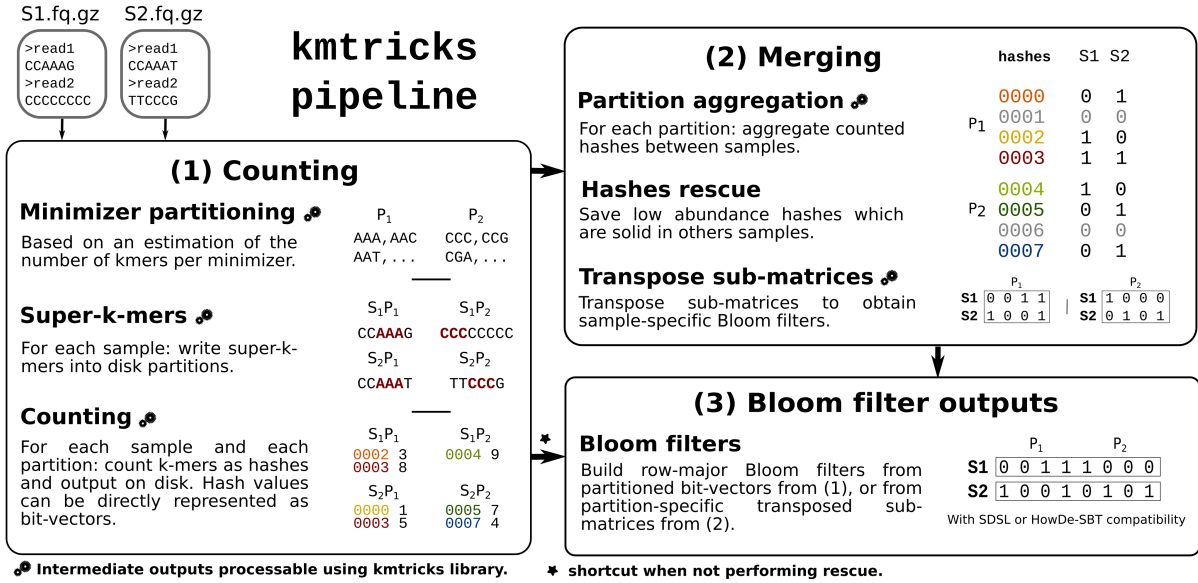 S1.fq.gz S2.fq.gz
>read1
CCAAAG
>read2
CCCCCCCC
>read1
CCAAAT
>read2
TTCCCG
kmtricks
pipeline
(1) Counting
Minimizer partitioning
Based on an estimation of the
number of kmers per minimizer.
P1 P2
AAA,AAC CCC,CCG
AAT,... CGA,...
Super-k-mers
For each sample: write super-k-
mers into disk partitions.
S1P1 S1P2
CCAAAG CCCCCCCC
S2P1 S2P2
CCAAAT TTCCCG
Counting
For each sample and each
partition: count k-mers as hashes
and output on disk. Hash values
can be directly represented as
bit-vectors.
S1P1 S1P2
0002 3 0004 9
0003 8
S2P1 S2P2
0000 1 0005 7
0003 5 0007 4
(2) Merging
Partition aggregation
For each partition: aggregate counted
hashes between samples.
Hashes rescue
Save low abundance hashes which
are solid in others samples.
Transpose sub-matrices
Transpose sub-matrices to obtain
sample-specific Bloom filters.
hashes S1 S2
P1
0000 0 1
0001 0 0
0002 1 0
0003 1 1
P2
0004 1 0
0005 0 1
0006 0 0
0007 0 1
P1 P2
S1 0 0 1 1 | S1 1 0 0 0
S2 1 0 0 1 S2 0 1 0 1
(3) Bloom filter outputs
Bloom filters
Build row-major Bloom filters from
partitioned bit-vectors from (1), or from
partition-specific transposed sub-
matrices from (2).
P1 P2
S1 0 0 1 1 1 0 0 0
S2 1 0 0 1 0 1 0 1
With SDSL or HowDe-SBT compatibility
Intermediate outputs processable using kmtricks library.
shortcut when not performing rescue.